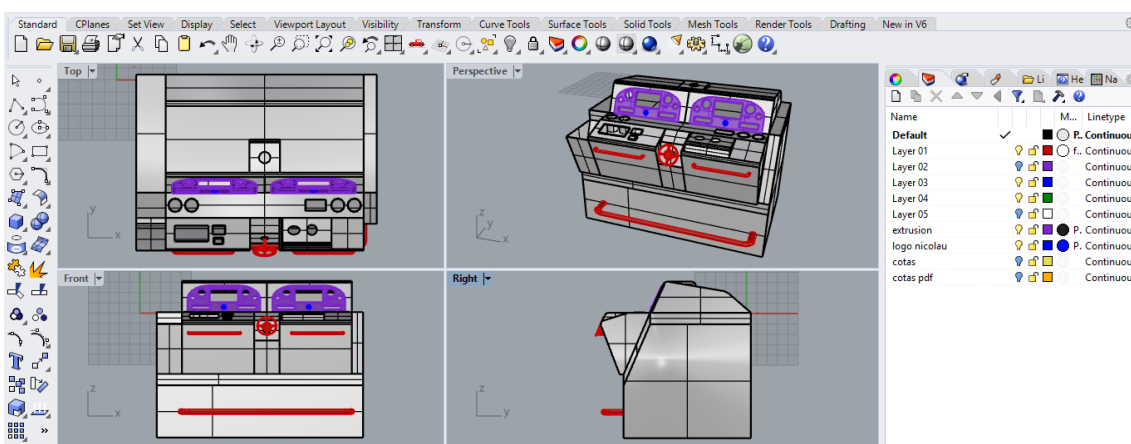 Standard CPlanes Set View Display Select Viewport Layout Visibility Transform Curve Tools Surface Tools Solid Tools Mesh Tools Render Tools Drafting New in V6
Top
Perspective
Li He Na
Name M... Linetype
Default P.. Continuou
Layer 01 f.. Continuou
Layer 02 Continuou
Layer 03 Continuou
Layer 04 Continuou
Layer 05 Continuou
extrusion P. Continuou
logo nicolau P. Continuou
cotas Continuou
cotas pdf Continuou
y
x
z
y
x
Front
Right
z
x
z
y